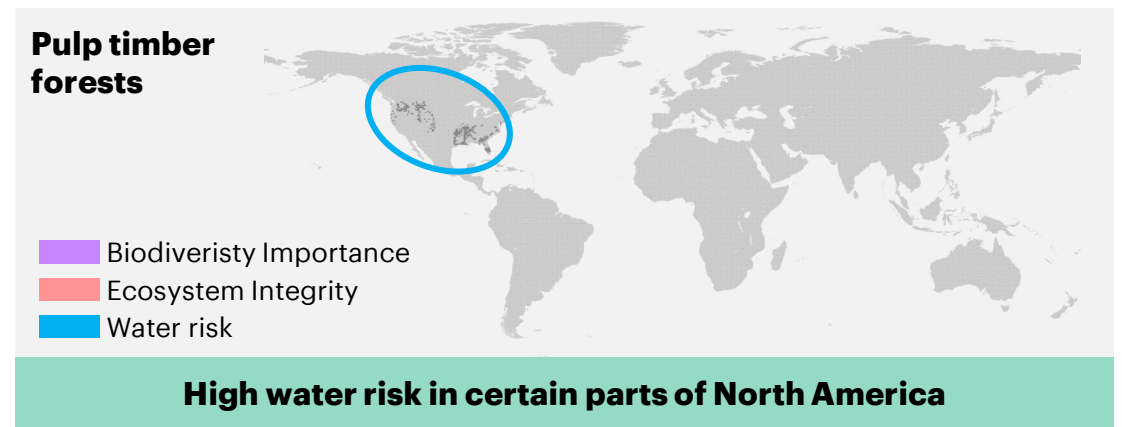 Pulp timber
forests
Biodiveristy Importance
Ecosystem Integrity
Water risk
High water risk in certain parts of North America